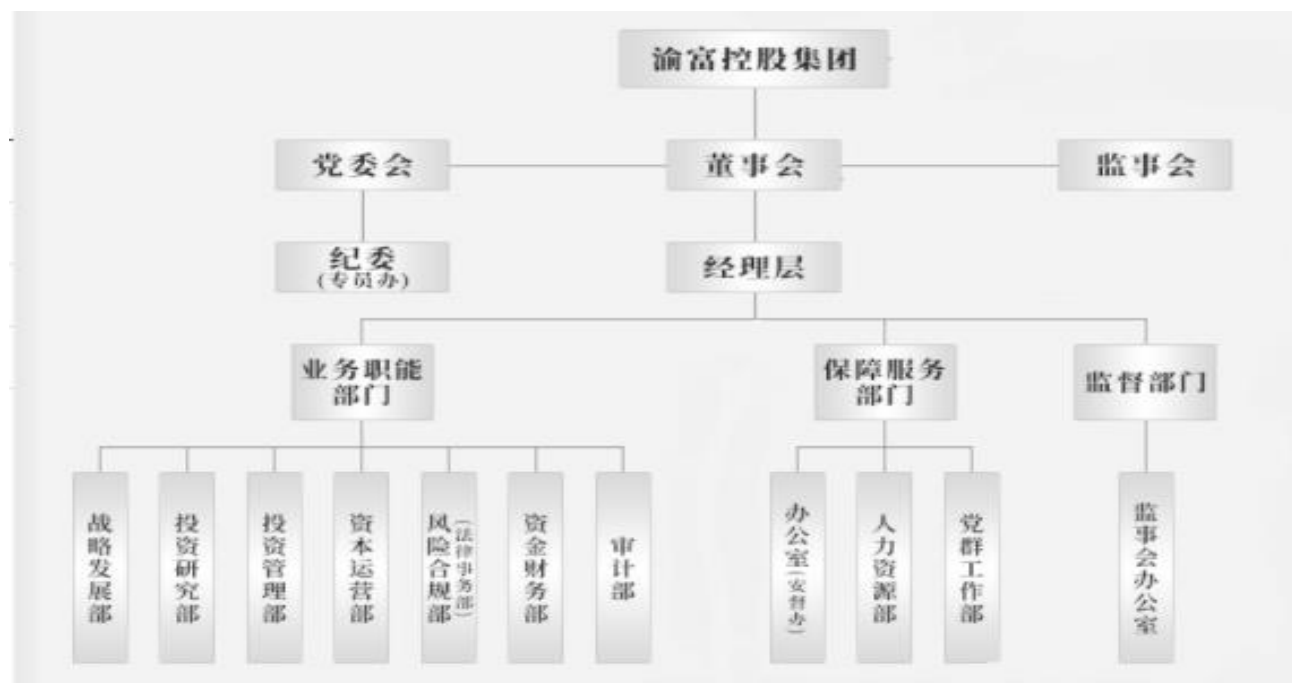 渝富控股集团
党委会
董事会
监事会
纪委
(专员办)
经理层
业务职能
部门
保障服务
部门
监督部门
战略发展部
投资研究部
投资管理部
资本运营部
风险合规部
(法律事务部)
资金财务部
审计部
办公室(安督办)
人力资源部
党群工作部
监事会办公室